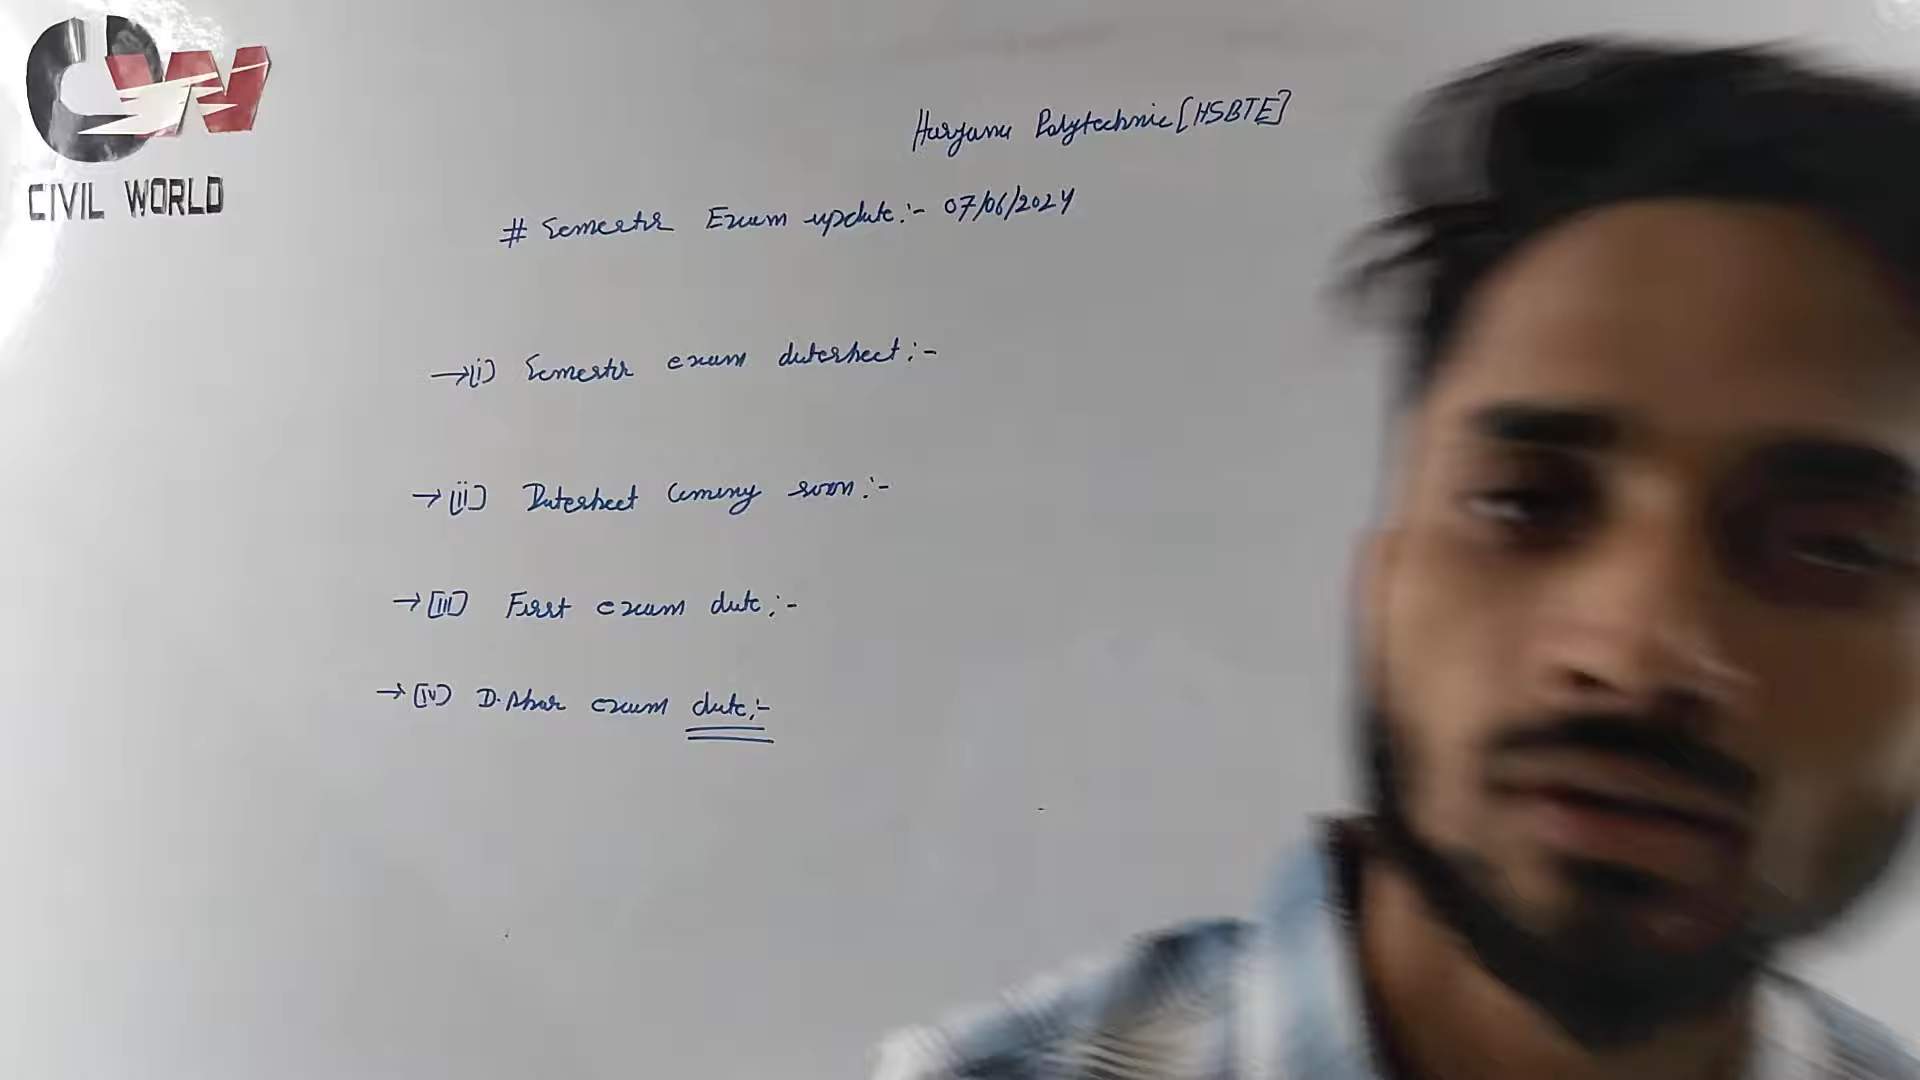 CW
CIVIL WORLD
Haryana Polytechnic [HSBTE]
# Semester Exam update:- 07/06/2024
→(i) Semester exam datesheet:-
→(ii) Datesheet Coming soon:-
→(iii) First exam date:-
→(iv) D.Phar exam date:-